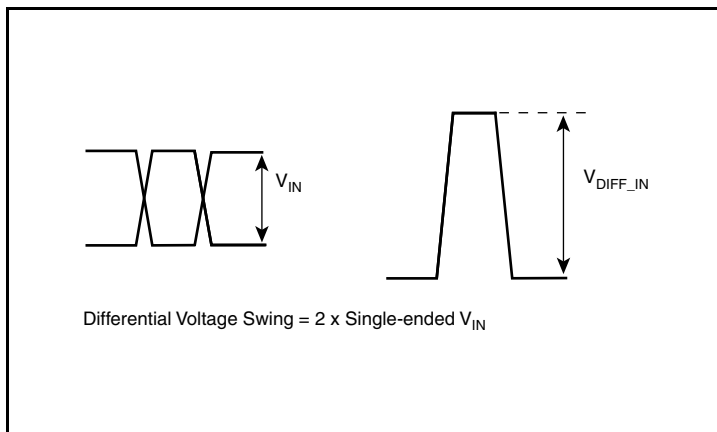 V_IN
V_DIFF_IN
Differential Voltage Swing = 2 x Single-ended V_IN